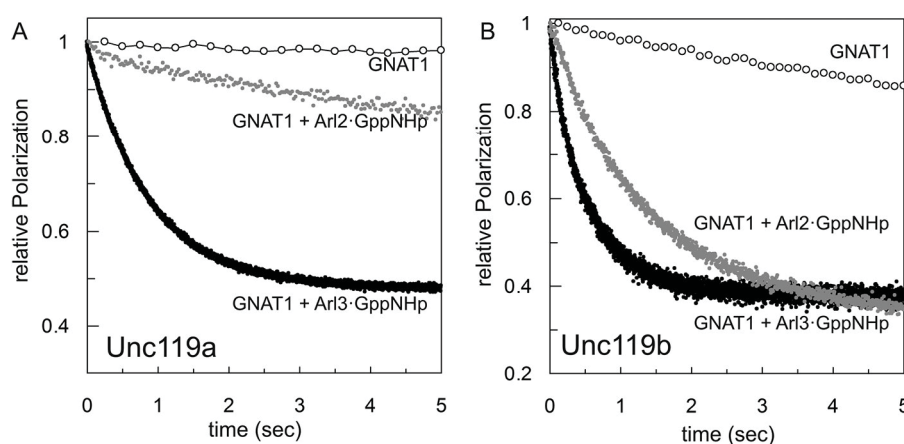 A
1
0.8
0.6
0.4
relative Polarization
GNAT1
GNAT1 + Arl2·GppNHp
GNAT1 + Arl3·GppNHp
Unc119a
0 1 2 3 4 5
time (sec)
B
1
0.8
0.6
0.4
0.2
relative Polarization
GNAT1
GNAT1 + Arl2·GppNHp
GNAT1 + Arl3·GppNHp
Unc119b
0 1 2 3 4 5
time (sec)